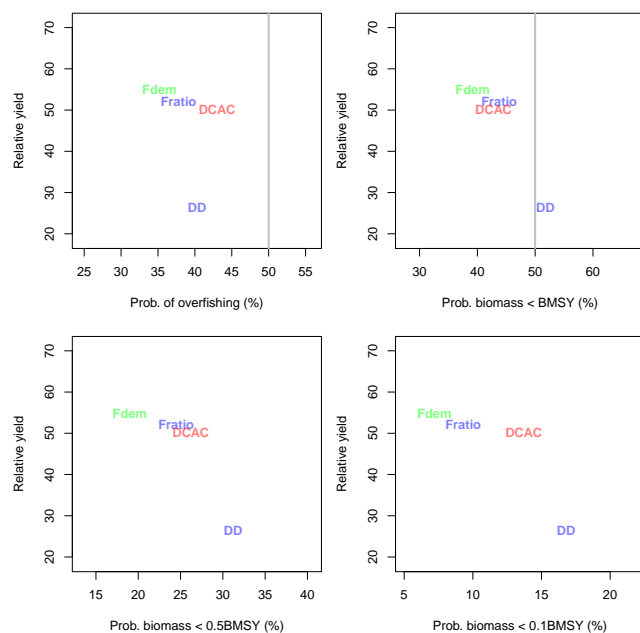 70
60
50
40
30
20
Relative yield
Fdem
Fratio
DCAC
DD
25 30 35 40 45 50 55
Prob. of overfishing (%)
70
60
50
40
30
20
Relative yield
Fdem
Fratio
DCAC
DD
30 40 50 60
Prob. biomass < BMSY (%)
70
60
50
40
30
20
Relative yield
Fdem
Fratio
DCAC
DD
15 20 25 30 35 40
Prob. biomass < 0.5BMSY (%)
70
60
50
40
30
20
Relative yield
Fdem
Fratio
DCAC
DD
5 10 15 20
Prob. biomass < 0.1BMSY (%)